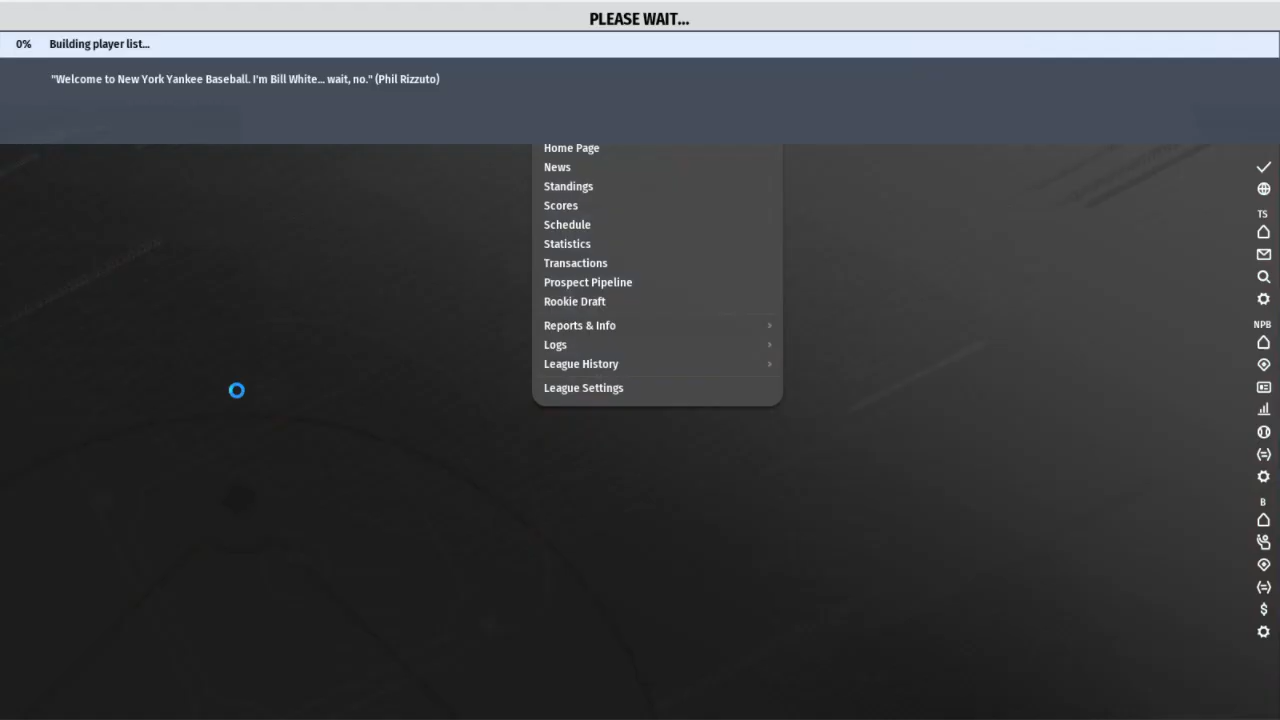 PLEASE WAIT...
0% Building player list...
"Welcome to New York Yankee Baseball. I'm Bill White... wait, no." (Phil Rizzuto)
Home Page
News
Standings
Scores
Schedule
Statistics
Transactions
Prospect Pipeline
Rookie Draft
Reports & Info
Logs
League History
League Settings
TS
NPB
B